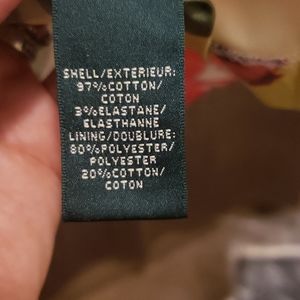 SHELL/EXTERIEUR:
97%COTTON/
COTON
3%ELASTANE/
ELASTHANNE
LINING/DOUBLURE:
80%POLYESTER/
POLYESTER
20%COTTON/
COTON